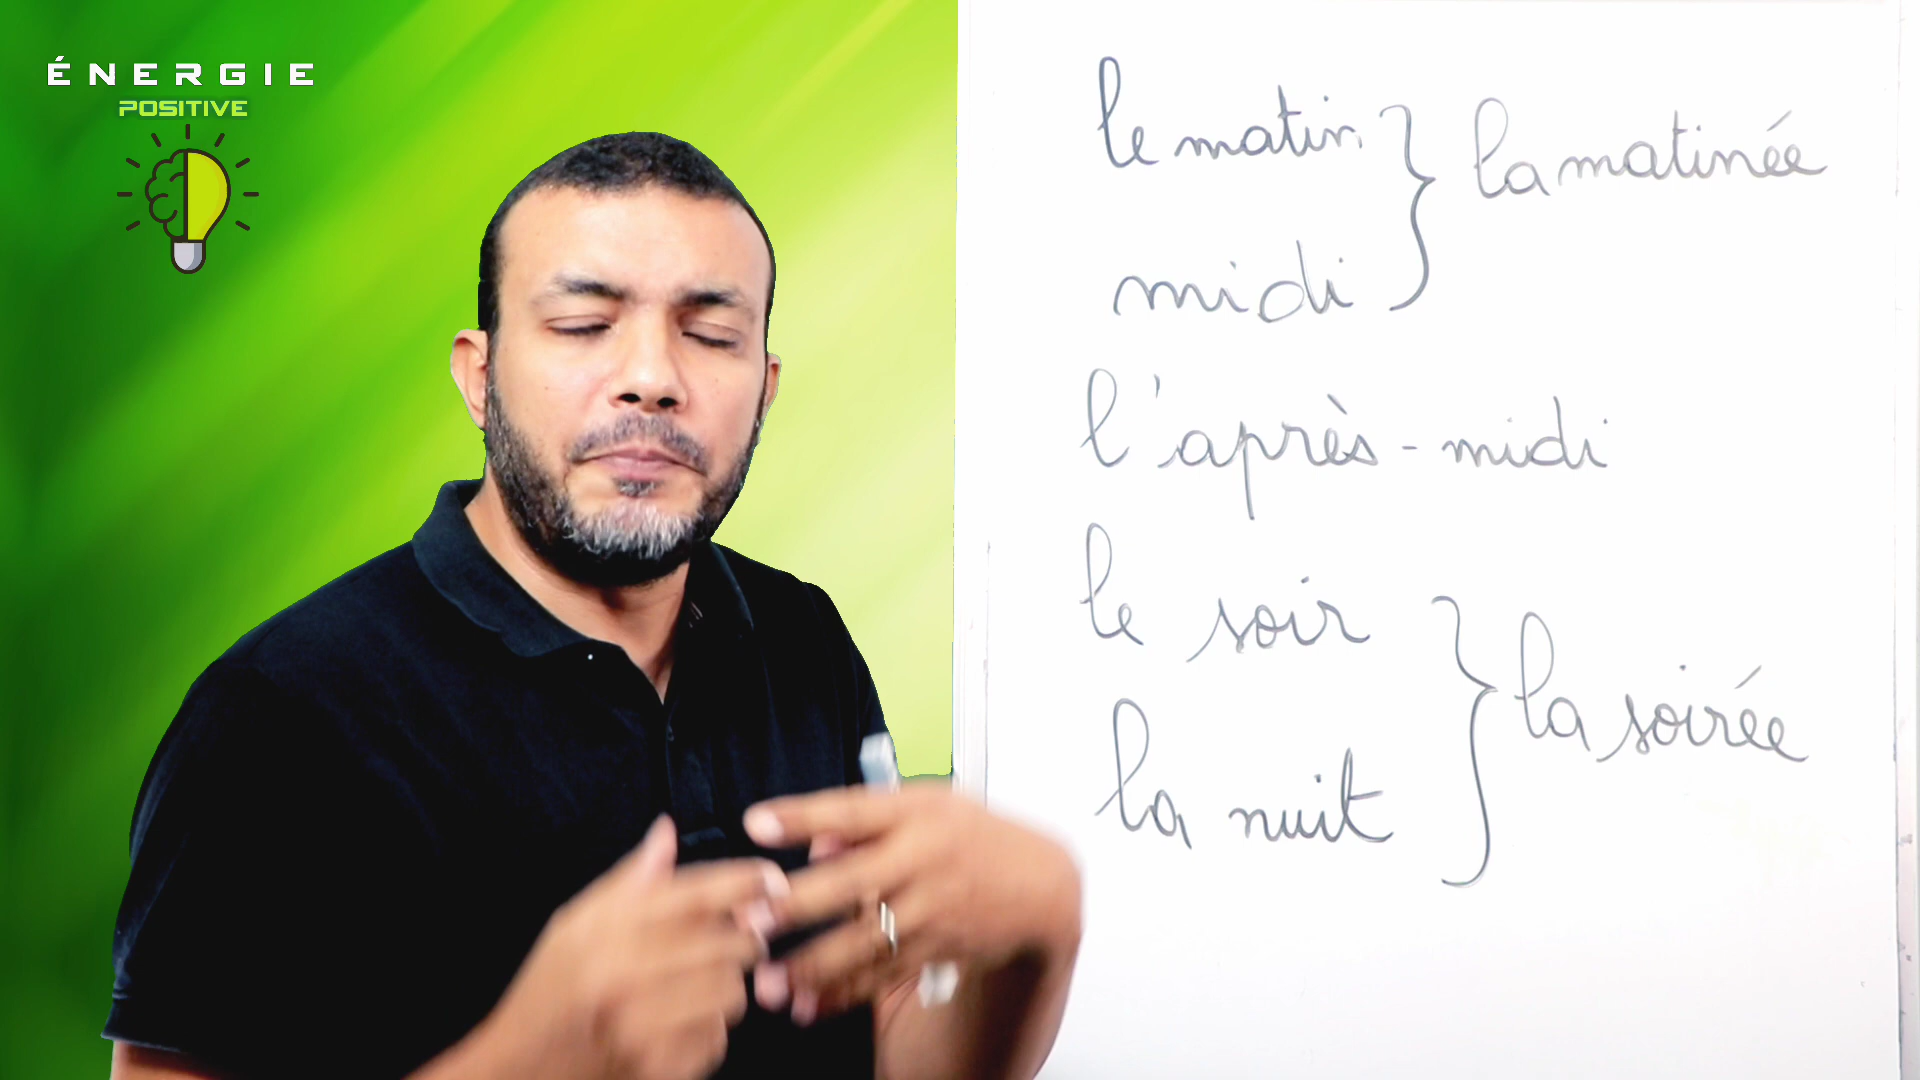 ÉNERGIE
POSITIVE
le matin
la matinée
midi
l'après-midi
le soir
la soirée
la nuit